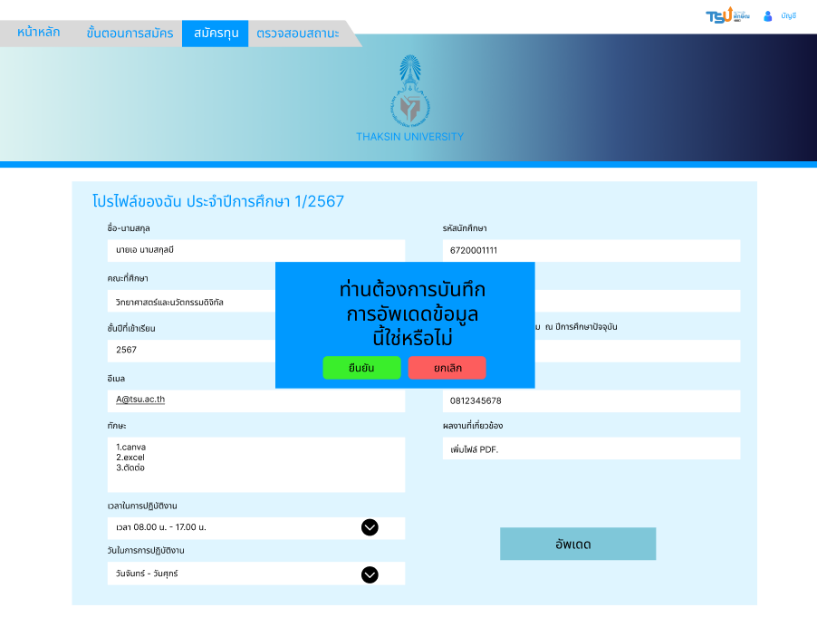 TSU
บัญชี
หน้าหลัก
ขั้นตอนการสมัคร
สมัครทุน
ตรวจสอบสถานะ
THAKSIN UNIVERSITY
โปรไฟล์ของฉัน ประจำปีการศึกษา 1/2567
ชื่อ-นามสกุล
นายเอ นามสกุลบี
รหัสนักศึกษา
6720001111
คณะที่ศึกษา
วิทยาศาสตร์และนวัตกรรมดิจิทัล
ชั้นปีที่เข้าเรียน
2567
ม ณ ปีการศึกษาปัจจุบัน
ท่านต้องการบันทึก
การอัพเดตข้อมูล
นี้ใช่หรือไม่
ยืนยัน
ยกเลิก
อีเมล
A@tsu.ac.th
0812345678
ทักษะ
1.canva
2.excel
3.ตัดต่อ
ผลงานที่เกี่ยวข้อง
เพิ่มไฟล์ PDF.
เวลาในการปฏิบัติงาน
เวลา 08.00 น. - 17.00 น.
วันในการการปฏิบัติงาน
วันจันทร์ - วันศุกร์
อัพเดต